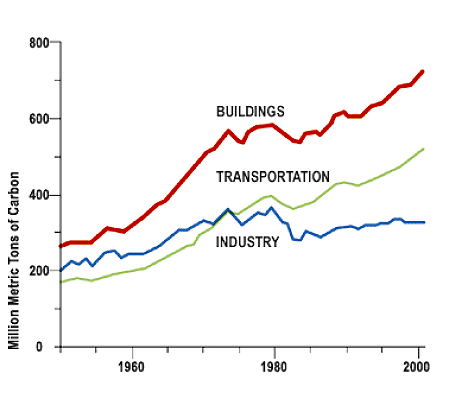 800
600
400
200
0
Million Metric Tons of Carbon
BUILDINGS
TRANSPORTATION
INDUSTRY
1960
1980
2000